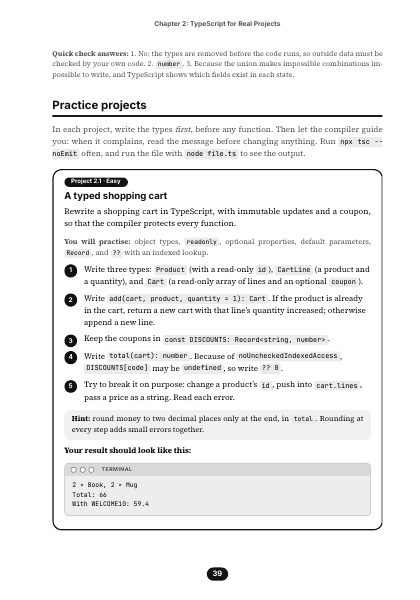 Chapter 2: TypeScript for Real Projects
Quick check answers: 1. No: the types are removed before the code runs, so outside data must be
checked by your own code. 2. number. 3. Because the union makes impossible combinations im-
possible to write, and TypeScript shows which fields exist in each state.
Practice projects
In each project, write the types first, before any function. Then let the compiler guide
you: when it complains, read the message before changing anything. Run npx tsc --
noEmit often, and run the file with node file.ts to see the output.
Project 2.1 · Easy
A typed shopping cart
Rewrite a shopping cart in TypeScript, with immutable updates and a coupon,
so that the compiler protects every function.
You will practise: object types, readonly, optional properties, default parameters,
Record, and ?? with an indexed lookup.
1 Write three types: Product (with a read-only id), CartLine (a product and
a quantity), and Cart (a read-only array of lines and an optional coupon).
2 Write add(cart, product, quantity = 1): Cart. If the product is already
in the cart, return a new cart with that line's quantity increased; otherwise
append a new line.
3 Keep the coupons in const DISCOUNTS: Record<string, number>.
4 Write total(cart): number. Because of noUncheckedIndexedAccess,
DISCOUNTS[code] may be undefined, so write ?? 0.
5 Try to break it on purpose: change a product's id, push into cart.lines,
pass a price as a string. Read each error.
Hint: round money to two decimal places only at the end, in total. Rounding at
every step adds small errors together.
Your result should look like this:
TERMINAL
2 × Book, 2 × Mug
Total: 66
With WELCOME10: 59.4
39